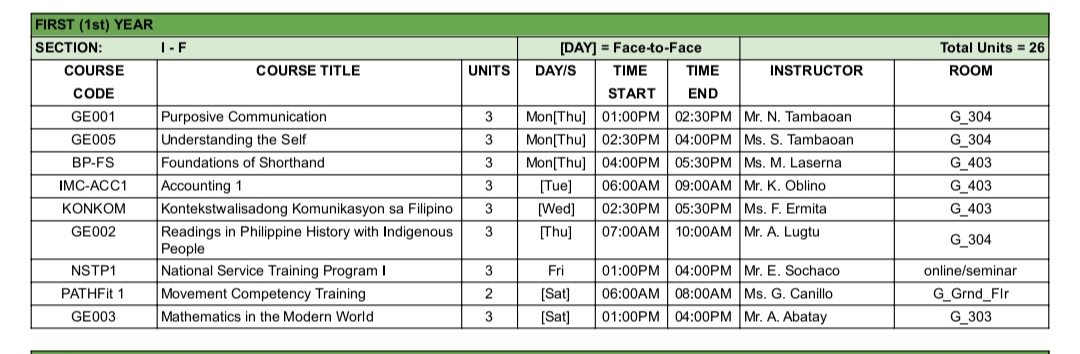 FIRST (1st) YEAR
SECTION: I - F [DAY] = Face-to-Face Total Units = 26
COURSE CODE COURSE TITLE UNITS DAY/S TIME START TIME END INSTRUCTOR ROOM
GE001 Purposive Communication 3 Mon[Thu] 01:00PM 02:30PM Mr. N. Tambaoan G_304
GE005 Understanding the Self 3 Mon[Thu] 02:30PM 04:00PM Ms. S. Tambaoan G_304
BP-FS Foundations of Shorthand 3 Mon[Thu] 04:00PM 05:30PM Ms. M. Laserna G_403
IMC-ACC1 Accounting 1 3 [Tue] 06:00AM 09:00AM Mr. K. Oblino G_403
KONKOM Kontekstwalisadong Komunikasyon sa Filipino 3 [Wed] 02:30PM 05:30PM Ms. F. Ermita G_403
GE002 Readings in Philippine History with Indigenous People 3 [Thu] 07:00AM 10:00AM Mr. A. Lugtu G_304
NSTP1 National Service Training Program I 3 Fri 01:00PM 04:00PM Mr. E. Sochaco online/seminar
PATHFit 1 Movement Competency Training 2 [Sat] 06:00AM 08:00AM Ms. G. Canillo G_Grnd_Flr
GE003 Mathematics in the Modern World 3 [Sat] 01:00PM 04:00PM Mr. A. Abatay G_303